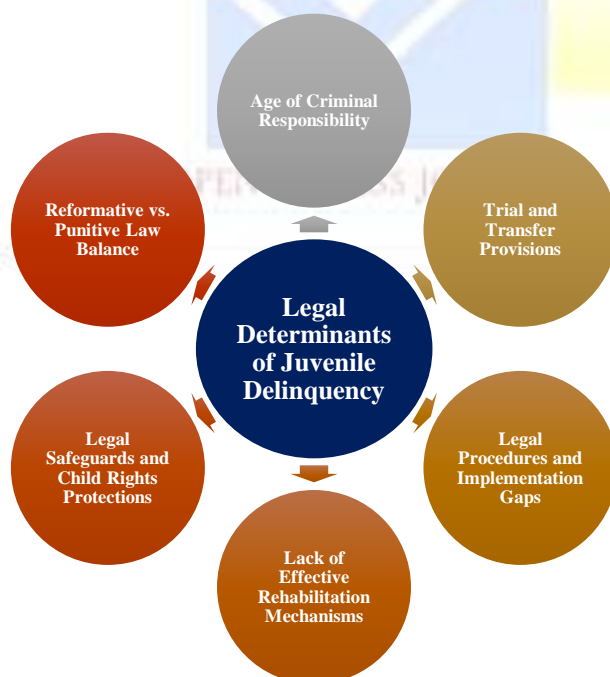 Age of Criminal
Responsibility
Reformative vs.
Punitive Law
Balance
Trial and
Transfer
Provisions
Legal
Determinants
of Juvenile
Delinquency
Legal
Safeguards and
Child Rights
Protections
Legal
Procedures and
Implementation
Gaps
Lack of
Effective
Rehabilitation
Mechanisms